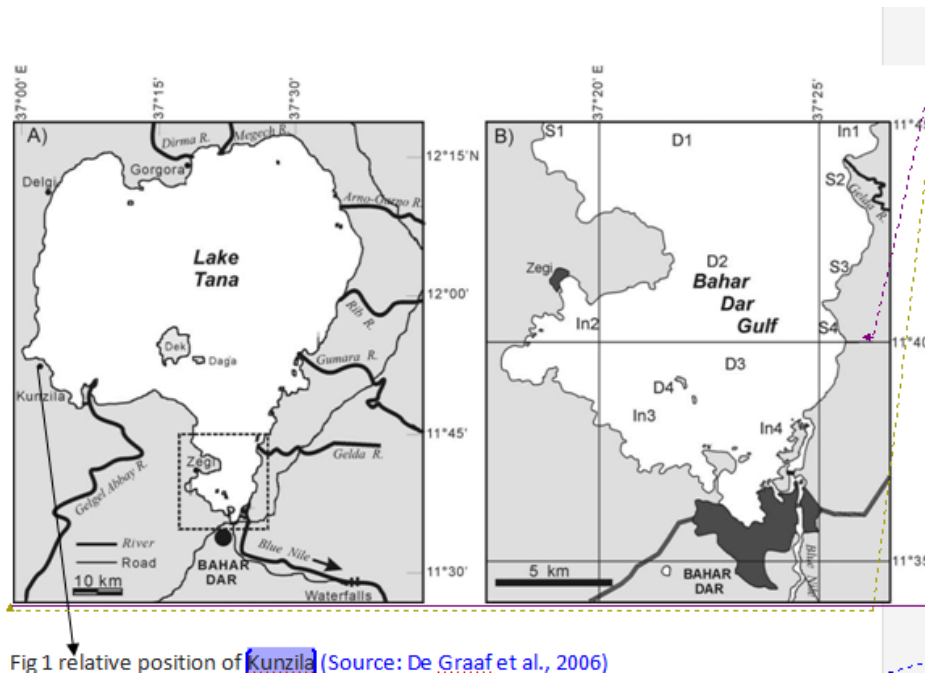 37°00' E
37°15'
37°30'
A)
Dirma R.
Megech R.
12°15'N
Gorgora
Delgi
Arno-Garno R.
Lake
Tana
12°00'
Rib R.
Dek
Daga
Gumara R.
Kunzila
11°45'
Zegi
Gelda R.
Gelgel Abbay R.
River
Road
10 km
BAHAR
DAR
Blue Nile
11°30'
Waterfalls
37°20' E
37°25'
B)
S1
D1
In1
11°4
S2
Gelda R.
D2
S3
Zegi
Bahar
Dar
Gulf
In2
S4
11°40
D3
D4
In3
In4
5 km
BAHAR
DAR
Blue Nile
11°35
Fig 1 relative position of Kunzila (Source: De Graaf et al., 2006)